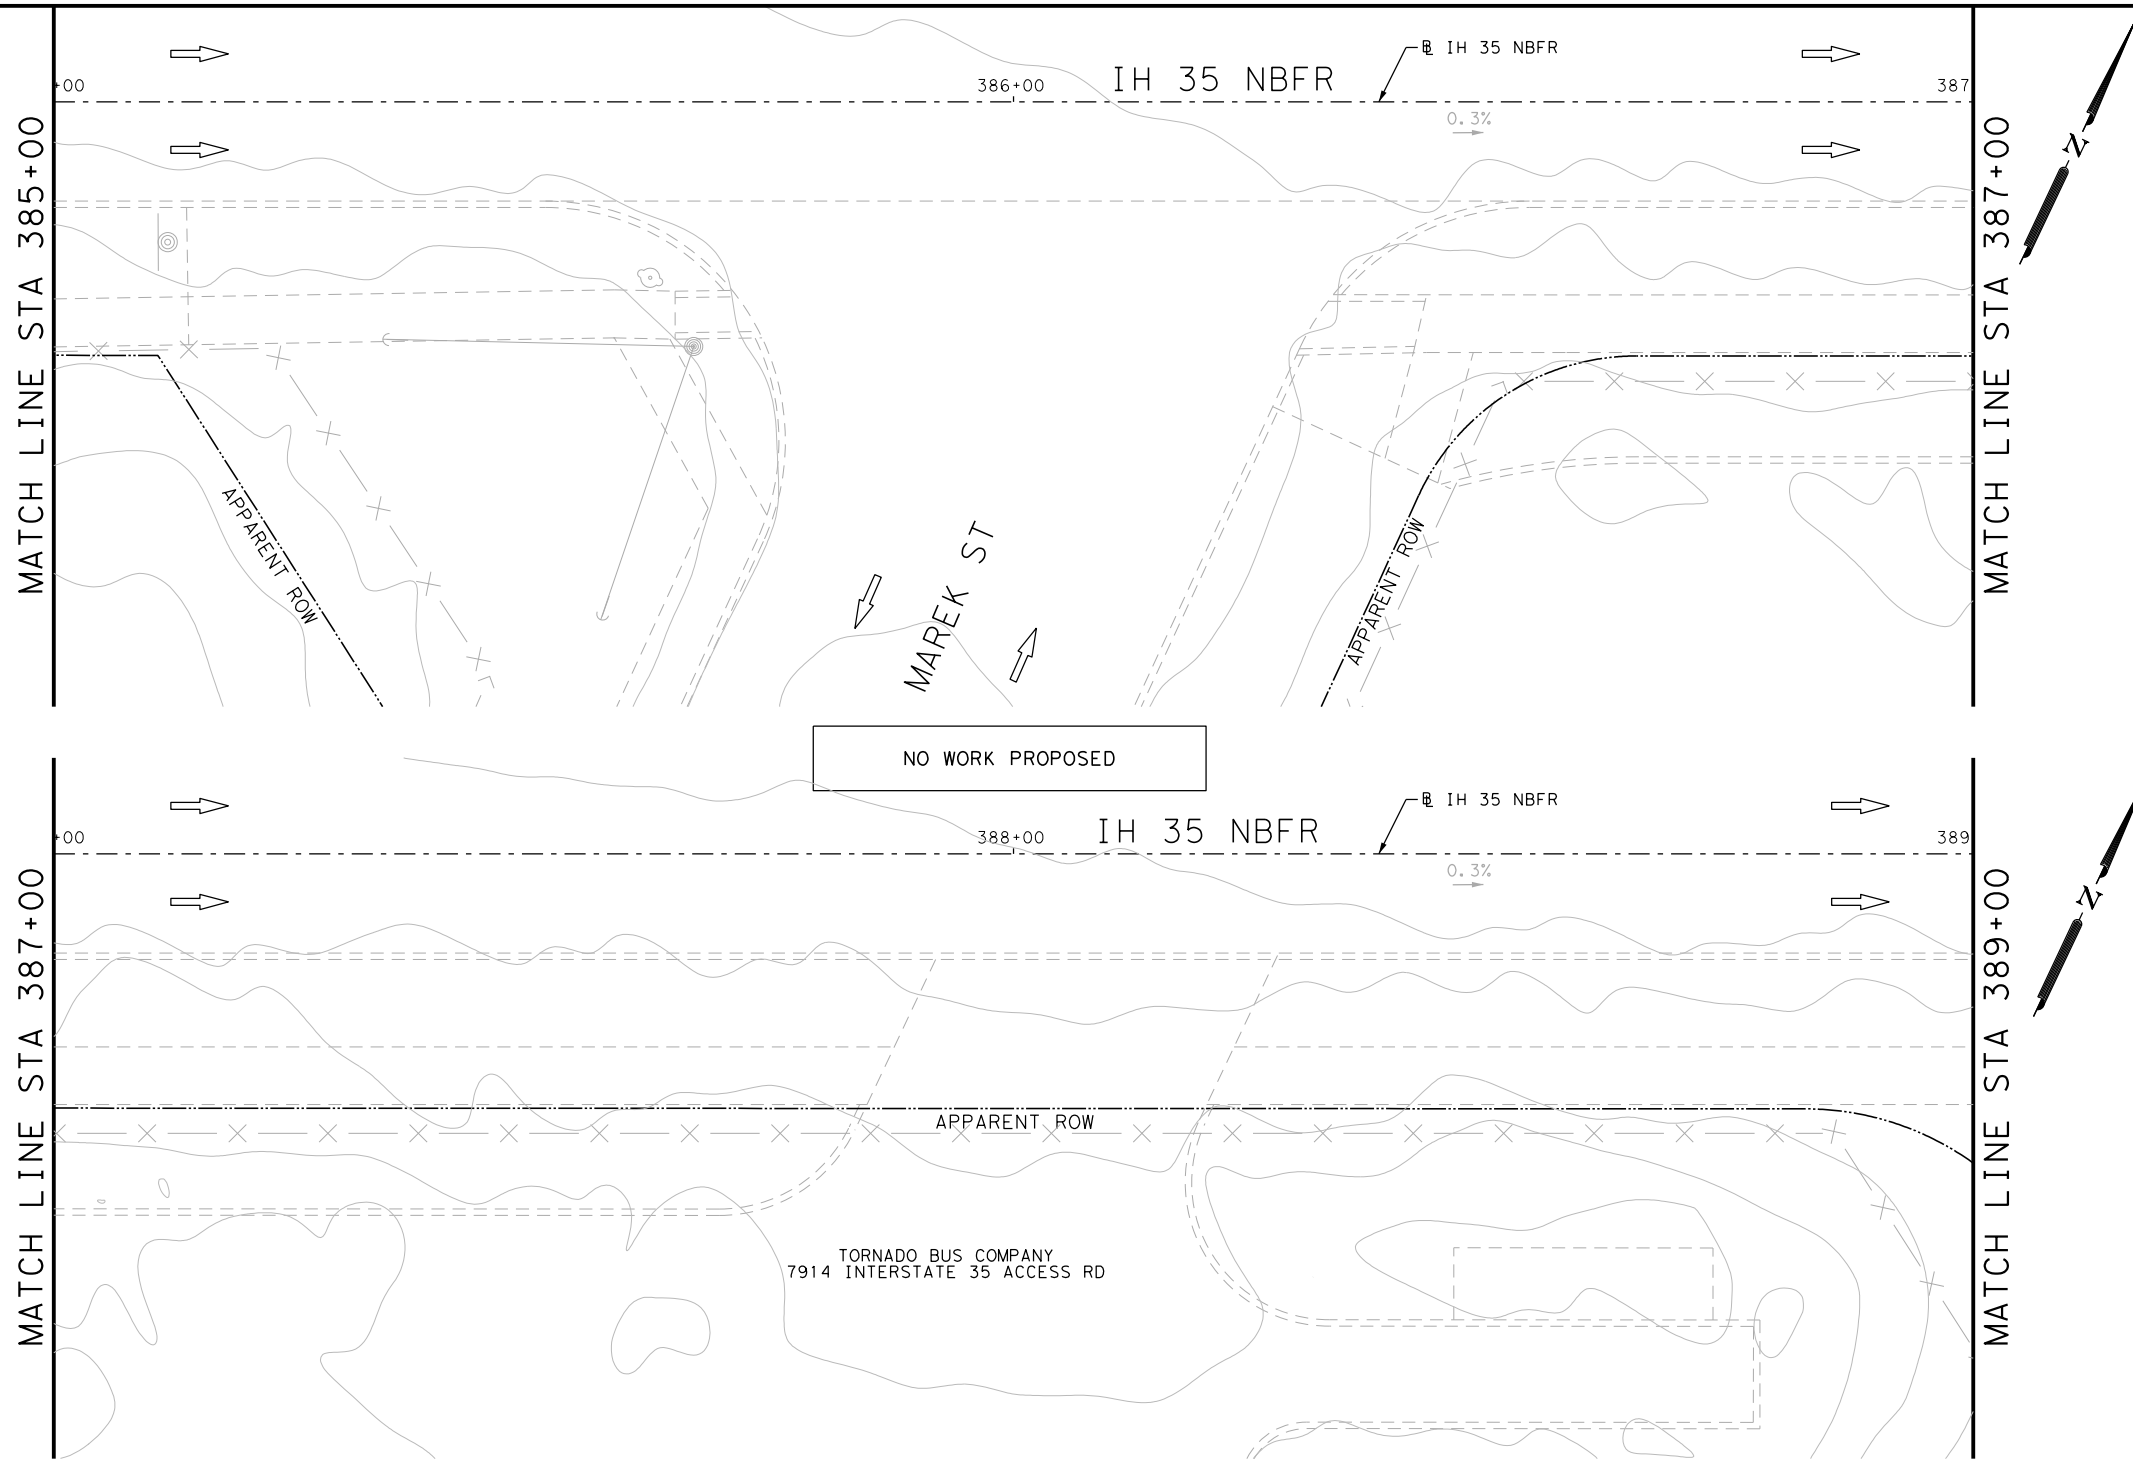 ℄ IH 35 NBFR
IH 35 NBFR
+00
386+00
387
0.3%
MATCH LINE STA 385+00
MATCH LINE STA 387+00
N
APPARENT ROW
MAREK ST
APPARENT ROW
NO WORK PROPOSED
℄ IH 35 NBFR
IH 35 NBFR
+00
388+00
389
0.3%
MATCH LINE STA 387+00
MATCH LINE STA 389+00
N
APPARENT ROW
TORNADO BUS COMPANY
7914 INTERSTATE 35 ACCESS RD